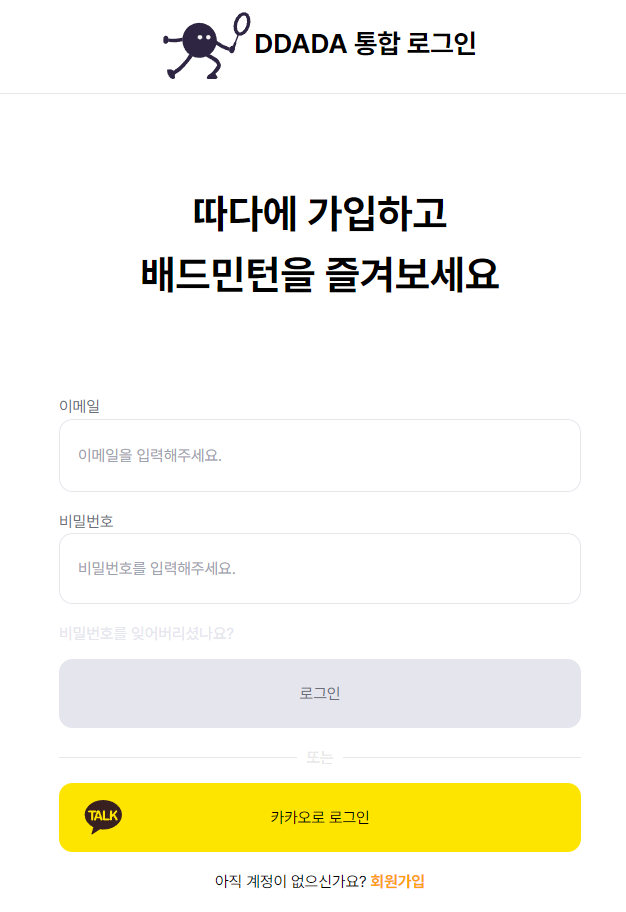 DDADA 통합 로그인
따다에 가입하고
배드민턴을 즐겨보세요
이메일
이메일을 입력해주세요.
비밀번호
비밀번호를 입력해주세요.
비밀번호를 잊어버리셨나요?
로그인
또는
TALK
카카오로 로그인
아직 계정이 없으신가요? 회원가입